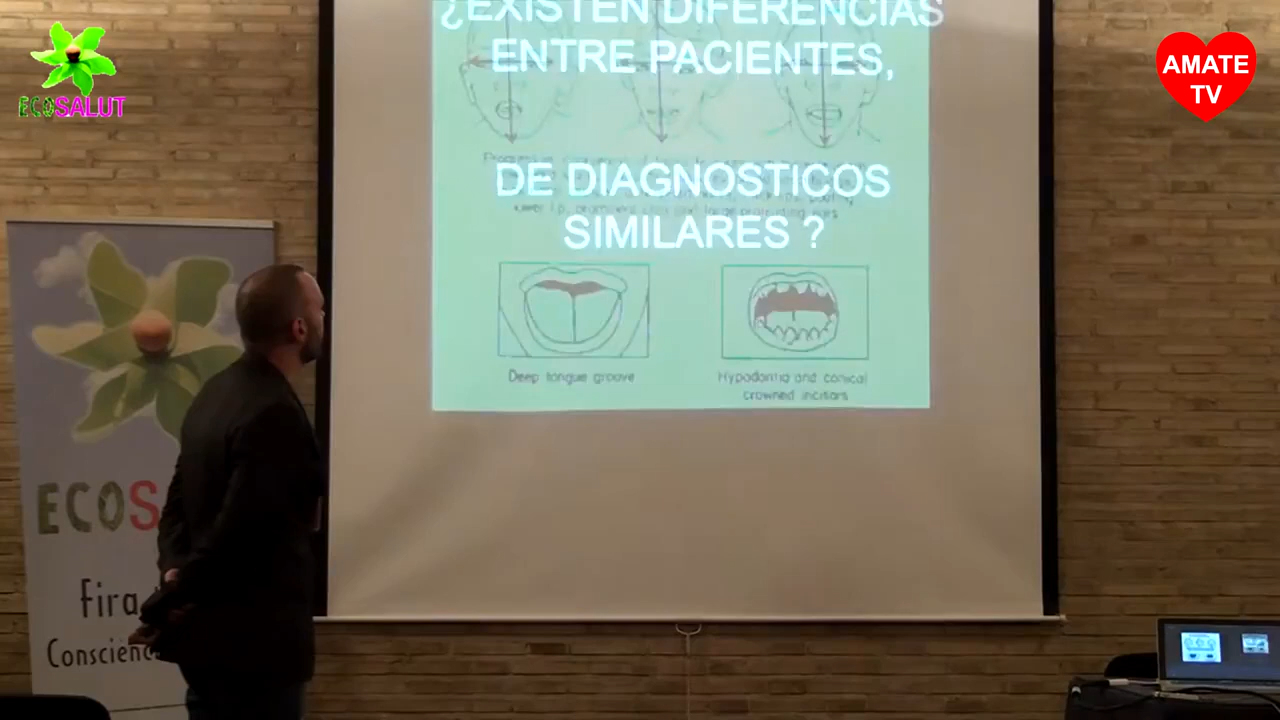 ¿EXISTEN DIFERENCIAS
ENTRE PACIENTES,
DE DIAGNOSTICOS
SIMILARES ?
Deep tongue groove
Hypodontia and conical
crowned incisors
ECOSALUT
AMATE
TV
ECOS
Fira
Consciènc